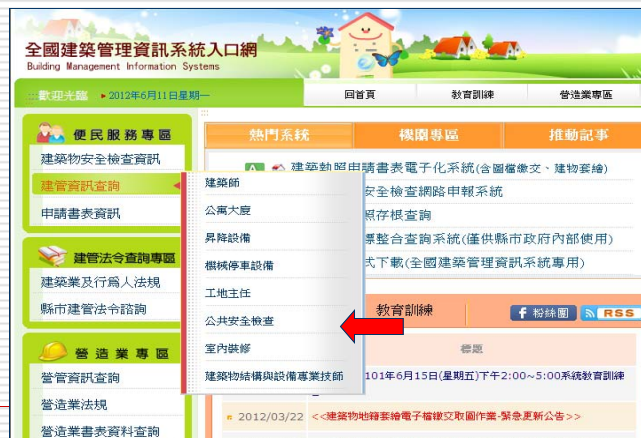 全國建築管理資訊系統入口網
Building Management Information Systems
歡迎光臨 2012年6月11日星期一
回首頁
教育訓練
營造業專區
便民服務專區
建築物安全檢查資訊
建管資訊查詢
申請書表資訊
建管法令查詢專區
建築業及行為人法規
縣市建管法令諮詢
營造業專區
營管資訊查詢
營造業法規
營造業書表資料查詢
建築師
公寓大廈
昇降設備
機械停車設備
工地主任
公共安全檢查
室內裝修
建築物結構與設備專業技師
熱門系統
機關專區
推動記事
建築執照申請書表電子化系統(含圖檔繳交、建物套繪)
安全檢查網路申報系統
照存根查詢
標整合查詢系統(僅供縣市政府內部使用)
式下載(全國建築管理資訊系統專用)
教育訓練
f 粉絲團
RSS
標題
101年6月15日(星期五)下午2:00~5:00系統教育訓練
2012/03/22 <<建築物地籍套繪電子檔繳交取圖作業-緊急更新公告>>